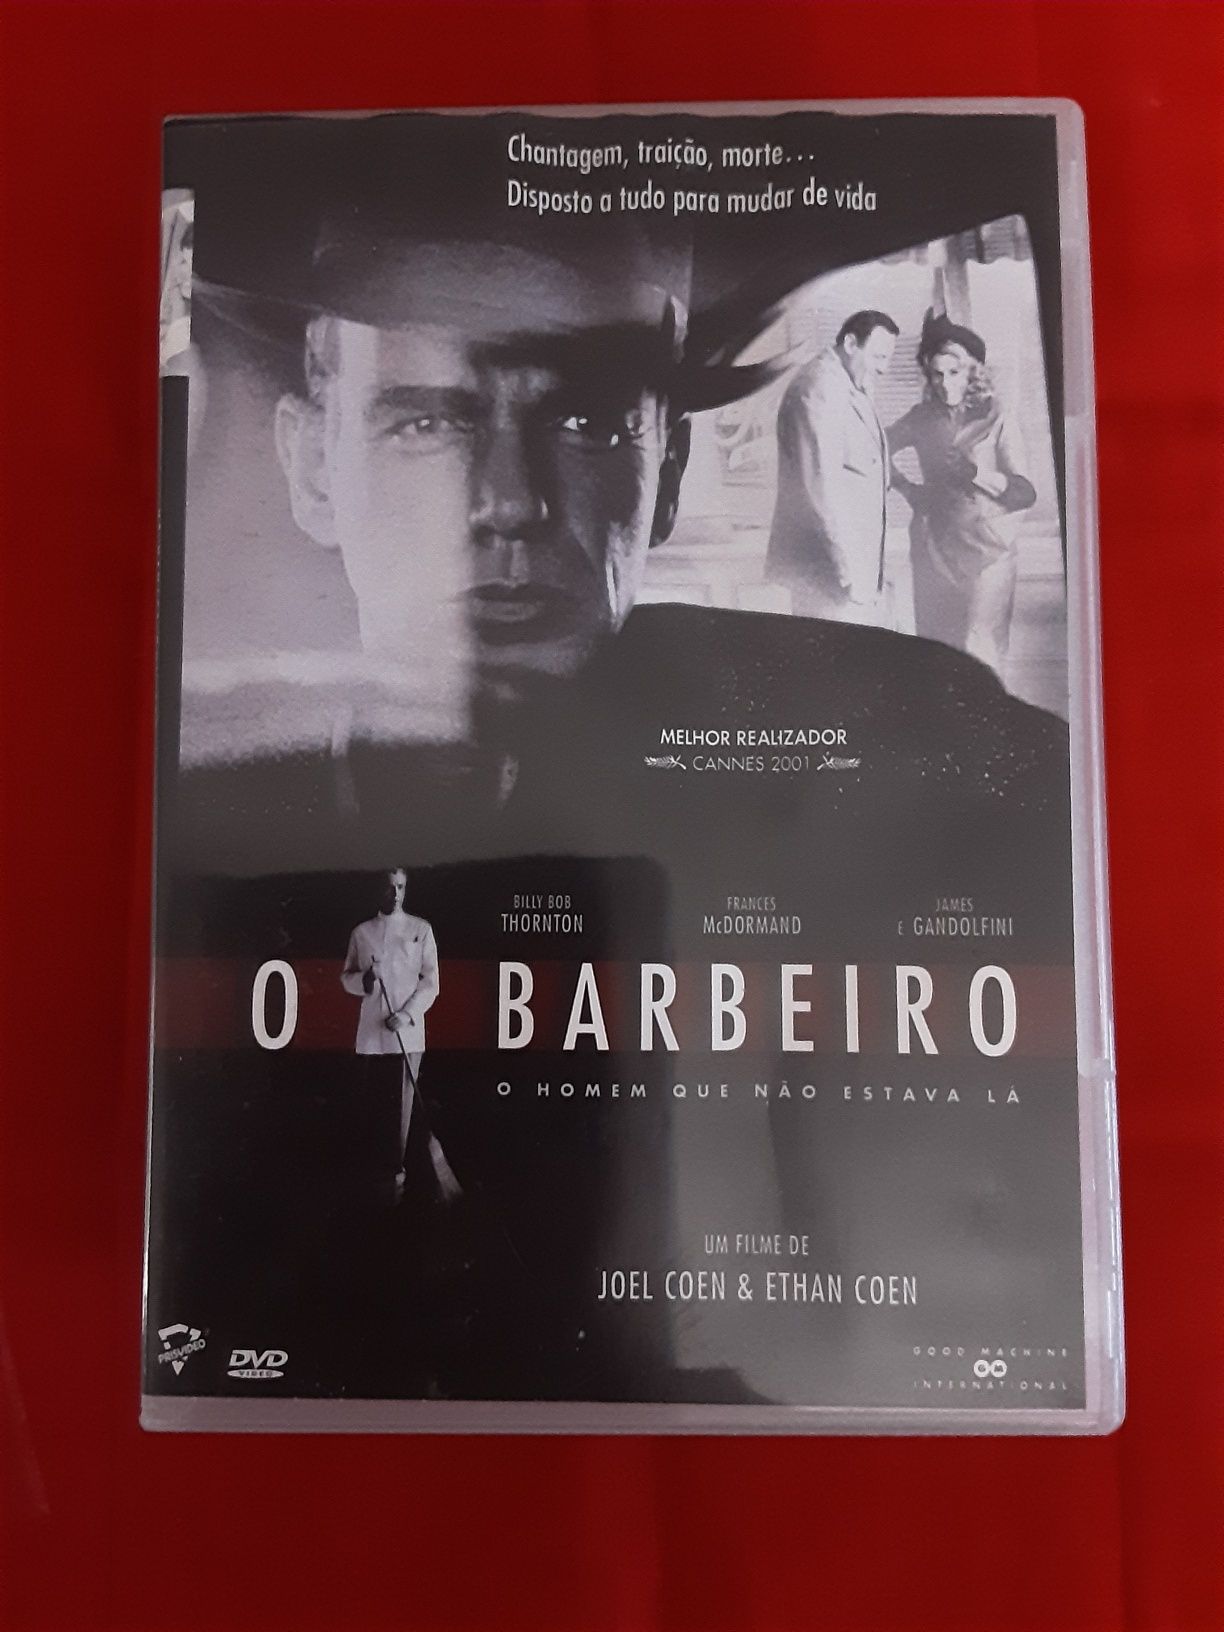 Chantagem, traição, morte...
Disposto a tudo para mudar de vida
MELHOR REALIZADOR
CANNES 2001
BILLY BOB THORNTON
FRANCES McDORMAND
E JAMES GANDOLFINI
O BARBEIRO
O HOMEM QUE NÃO ESTAVA LÁ
UM FILME DE
JOEL COEN & ETHAN COEN
PRISVIDEO
DVD
VIDEO
GOOD MACHINE
GM
INTERNATIONAL